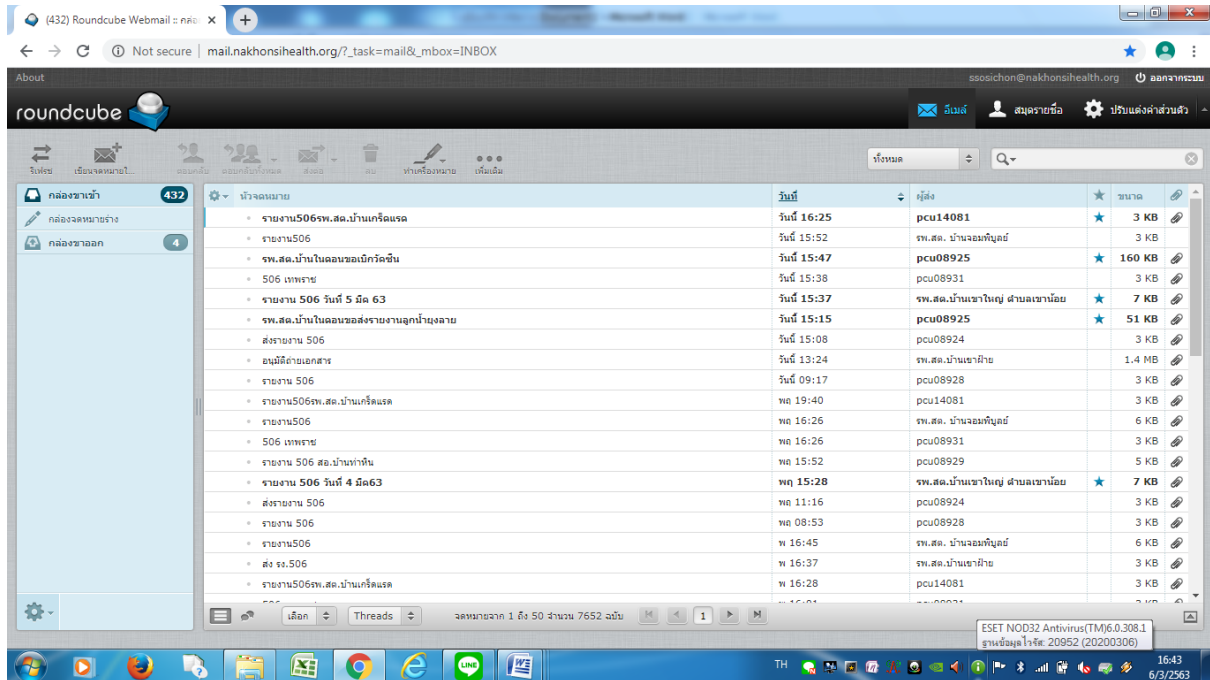 (432) Roundcube Webmail :: กล่อ
Not secure | mail.nakhonsihealth.org/?_task=mail&_mbox=INBOX
About ssosichon@nakhonsihealth.org ออกจากระบบ
roundcube อีเมล์ สมุดรายชื่อ ปรับแต่งค่าส่วนตัว
รีเฟรช เขียนจดหมายใ... ตอบกลับ ตอบกลับทั้งหมด ส่งต่อ ลบ ทำเครื่องหมาย เพิ่มเติม ทั้งหมด
กล่องขาเข้า 432
กล่องจดหมายร่าง
กล่องขาออก 4
หัวจดหมาย วันที่ ผู้ส่ง ขนาด
รายงาน506รพ.สต.บ้านเกร็ดแรด วันนี้ 16:25 pcu14081 3 KB
รายงาน506 วันนี้ 15:52 รพ.สต. บ้านจอมพิบูลย์ 3 KB
รพ.สต.บ้านในดอนขอเบิกวัคซีน วันนี้ 15:47 pcu08925 160 KB
506 เทพราช วันนี้ 15:38 pcu08931 3 KB
รายงาน 506 วันที่ 5 มีค 63 วันนี้ 15:37 รพ.สต.บ้านเขาใหญ่ ตำบลเขาน้อย 7 KB
รพ.สต.บ้านในดอนขอส่งรายงานลูกน้ำยุงลาย วันนี้ 15:15 pcu08925 51 KB
ส่งรายงาน 506 วันนี้ 15:08 pcu08924 3 KB
อนุมัติถ่ายเอกสาร วันนี้ 13:24 รพ.สต.บ้านเขาฝ้าย 1.4 MB
รายงาน 506 วันนี้ 09:17 pcu08928 3 KB
รายงาน506รพ.สต.บ้านเกร็ดแรด พฤ 19:40 pcu14081 3 KB
รายงาน506 พฤ 16:26 รพ.สต. บ้านจอมพิบูลย์ 6 KB
506 เทพราช พฤ 16:26 pcu08931 3 KB
รายงาน 506 สอ.บ้านท่าหิน พฤ 15:52 pcu08929 5 KB
รายงาน 506 วันที่ 4 มีค63 พฤ 15:28 รพ.สต.บ้านเขาใหญ่ ตำบลเขาน้อย 7 KB
ส่งรายงาน 506 พฤ 11:16 pcu08924 3 KB
รายงาน 506 พฤ 08:53 pcu08928 3 KB
รายงาน506 พ 16:45 รพ.สต. บ้านจอมพิบูลย์ 6 KB
ส่ง รง.506 พ 16:37 รพ.สต.บ้านเขาฝ้าย 3 KB
รายงาน506รพ.สต.บ้านเกร็ดแรด พ 16:28 pcu14081 3 KB
เลือก Threads จดหมายจาก 1 ถึง 50 จำนวน 7652 ฉบับ 1
ESET NOD32 Antivirus(TM)6.0.308.1
ฐานข้อมูลไวรัส: 20952 (20200306)
LINE TH 16:43
6/3/2563